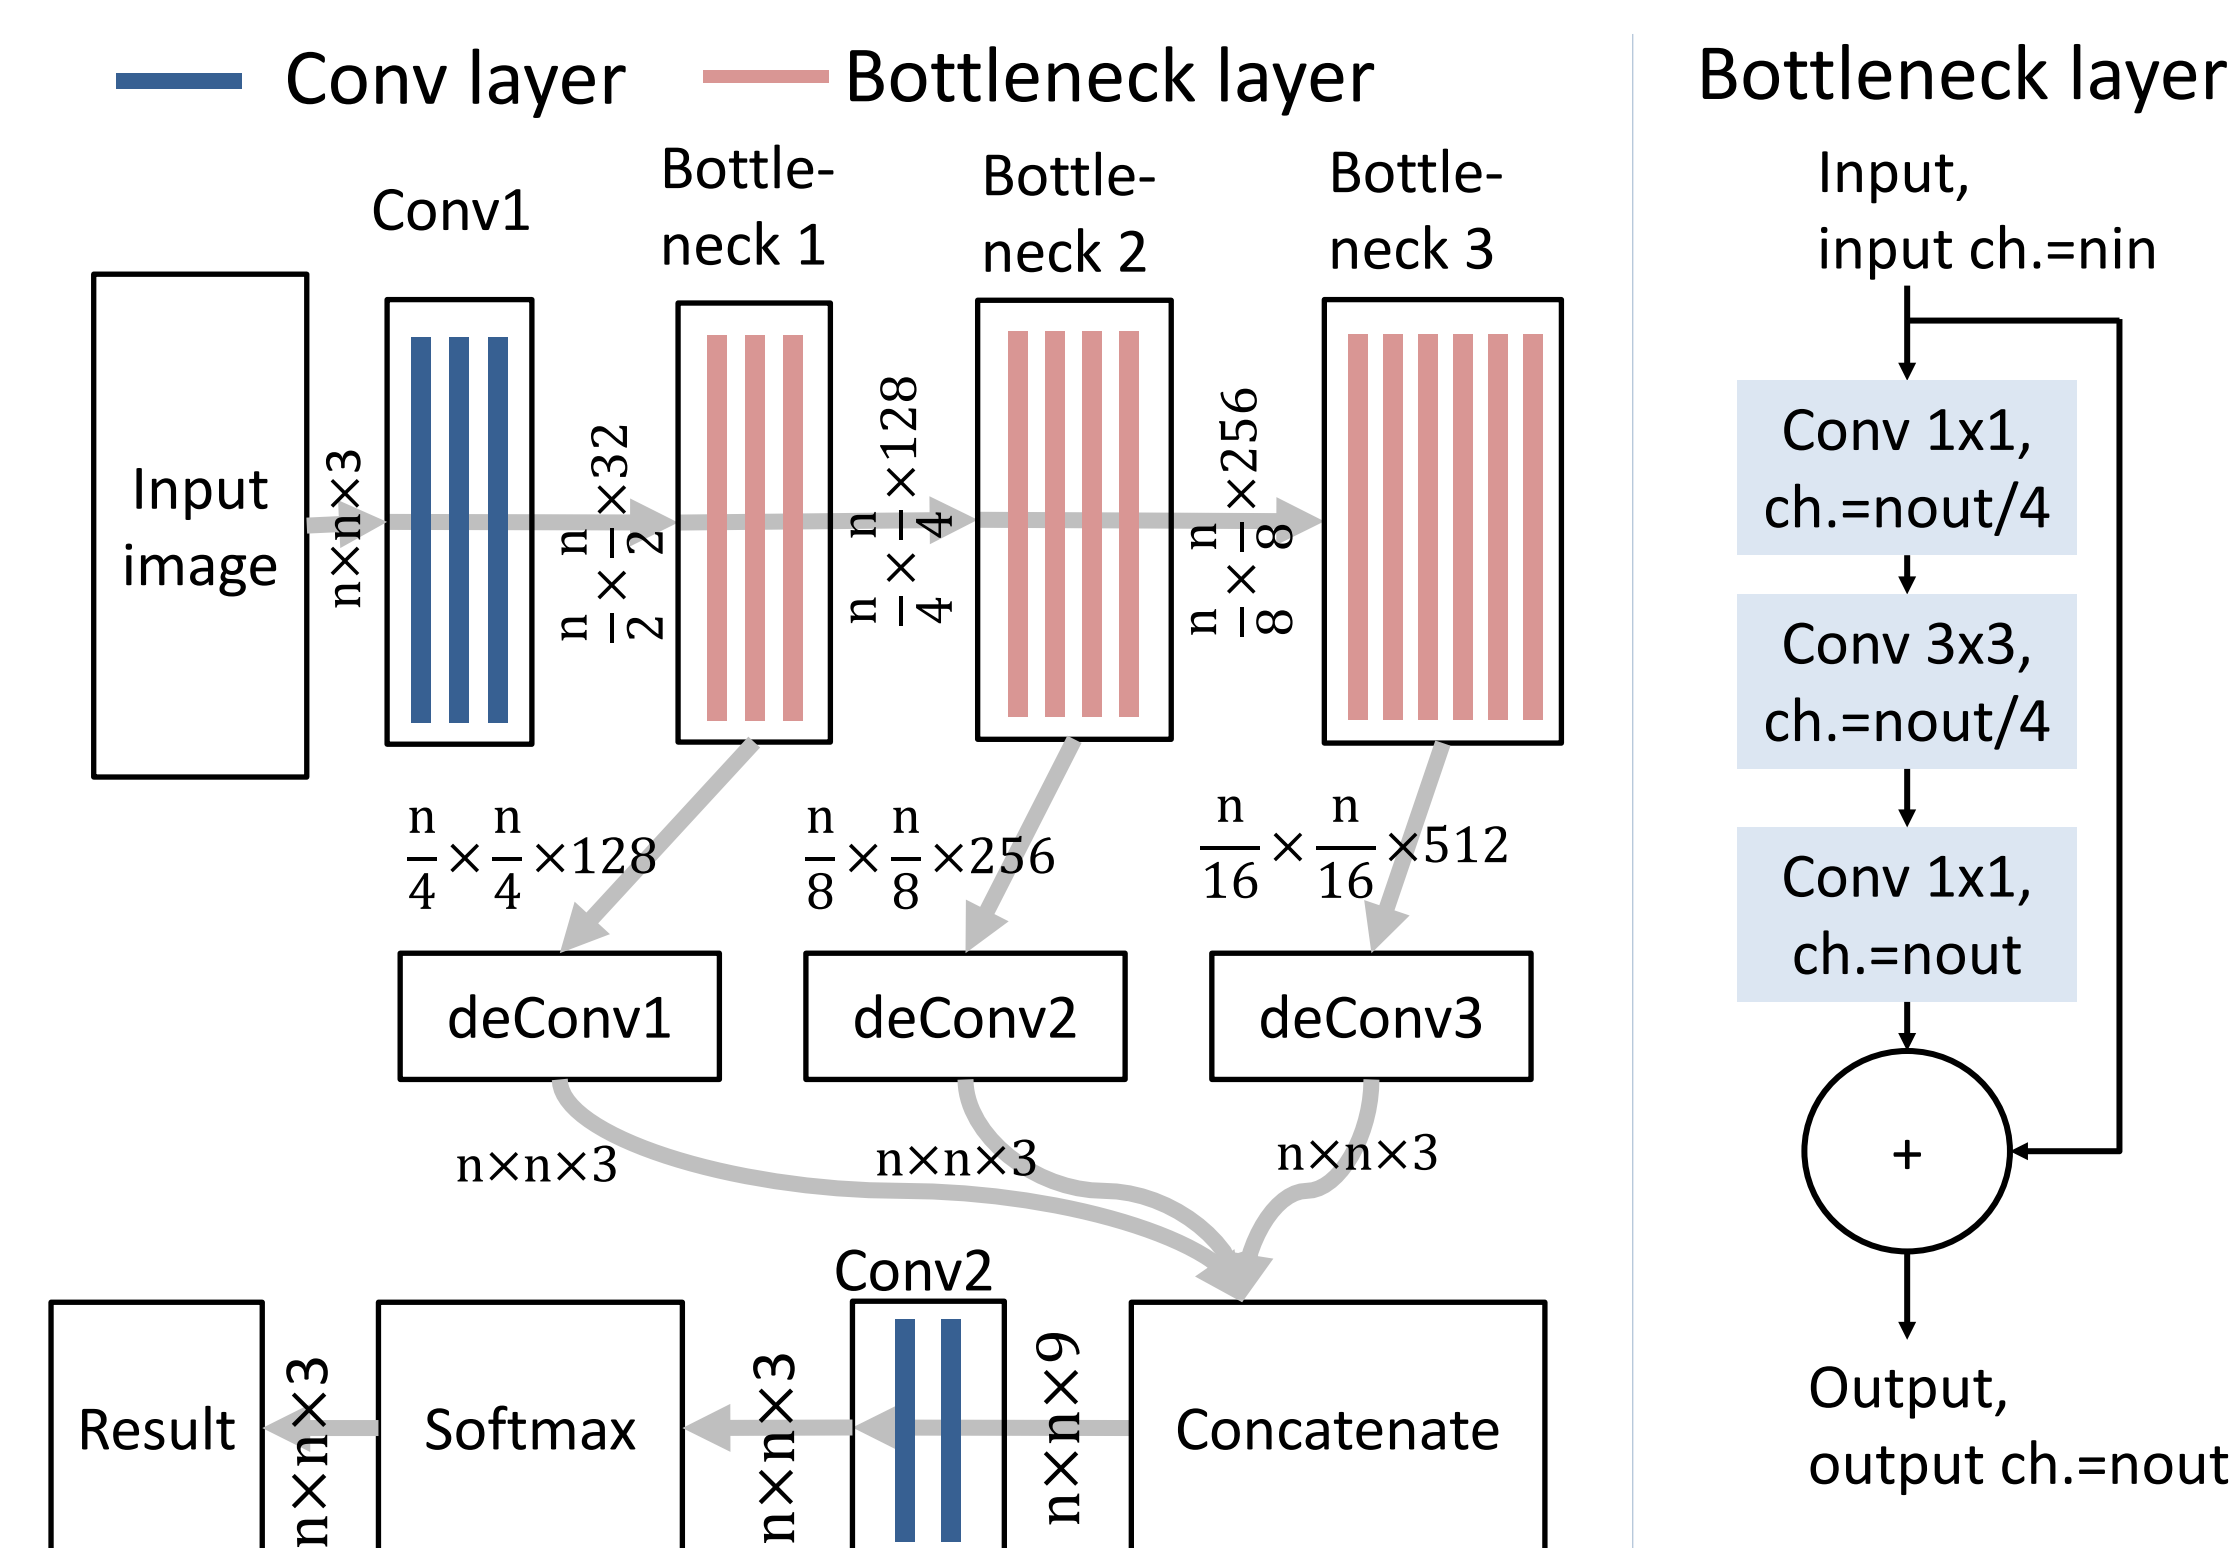 Conv layer
Bottleneck layer
Conv1
Bottle-
neck 1
Bottle-
neck 2
Bottle-
neck 3
Input
image
n×n×3
n/2×n/2×32
n/4×n/4×128
n/8×n/8×256
n/4×n/4×128
n/8×n/8×256
n/16×n/16×512
deConv1
deConv2
deConv3
n×n×3
n×n×3
n×n×3
Conv2
Result
n×n×3
Softmax
n×n×3
n×n×9
Concatenate
Bottleneck layer
Input,
input ch.=nin
Conv 1x1,
ch.=nout/4
Conv 3x3,
ch.=nout/4
Conv 1x1,
ch.=nout
+
Output,
output ch.=nout